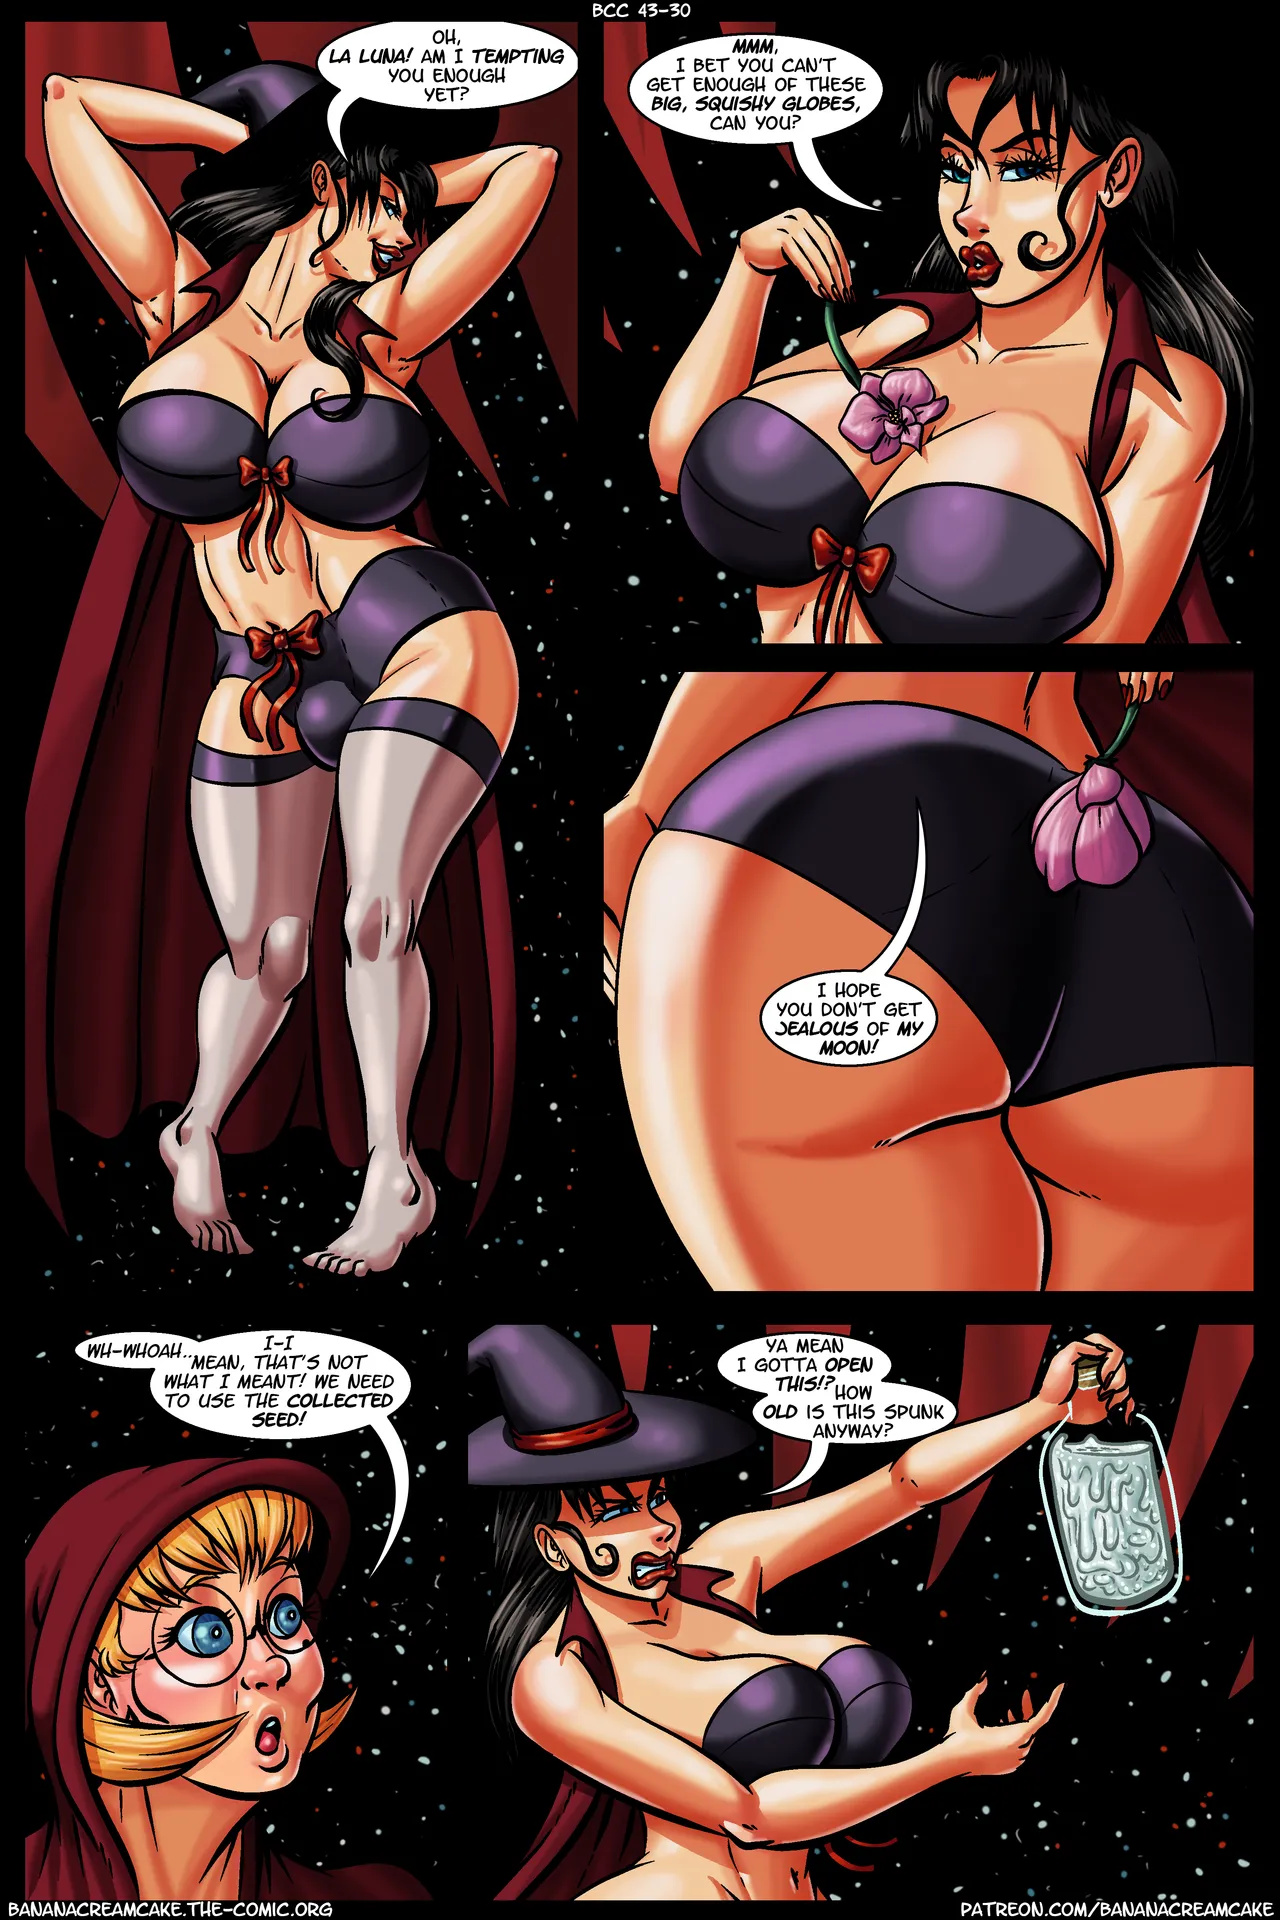 BCC 43-30
OH,
LA LUNA! AM I TEMPTING
YOU ENOUGH
YET?
MMM,
I BET YOU CAN'T
GET ENOUGH OF THESE
BIG, SQUISHY GLOBES,
CAN YOU?
I HOPE
YOU DON'T GET
JEALOUS OF MY
MOON!
WH-WHOAH..
I-I
MEAN, THAT'S NOT
WHAT I MEANT! WE NEED
TO USE THE COLLECTED
SEED!
YA MEAN
I GOTTA OPEN
THIS!?
HOW
OLD IS THIS SPUNK
ANYWAY?
BANANACREAMCAKE.THE-COMIC.ORG
PATREON.COM/BANANACREAMCAKE